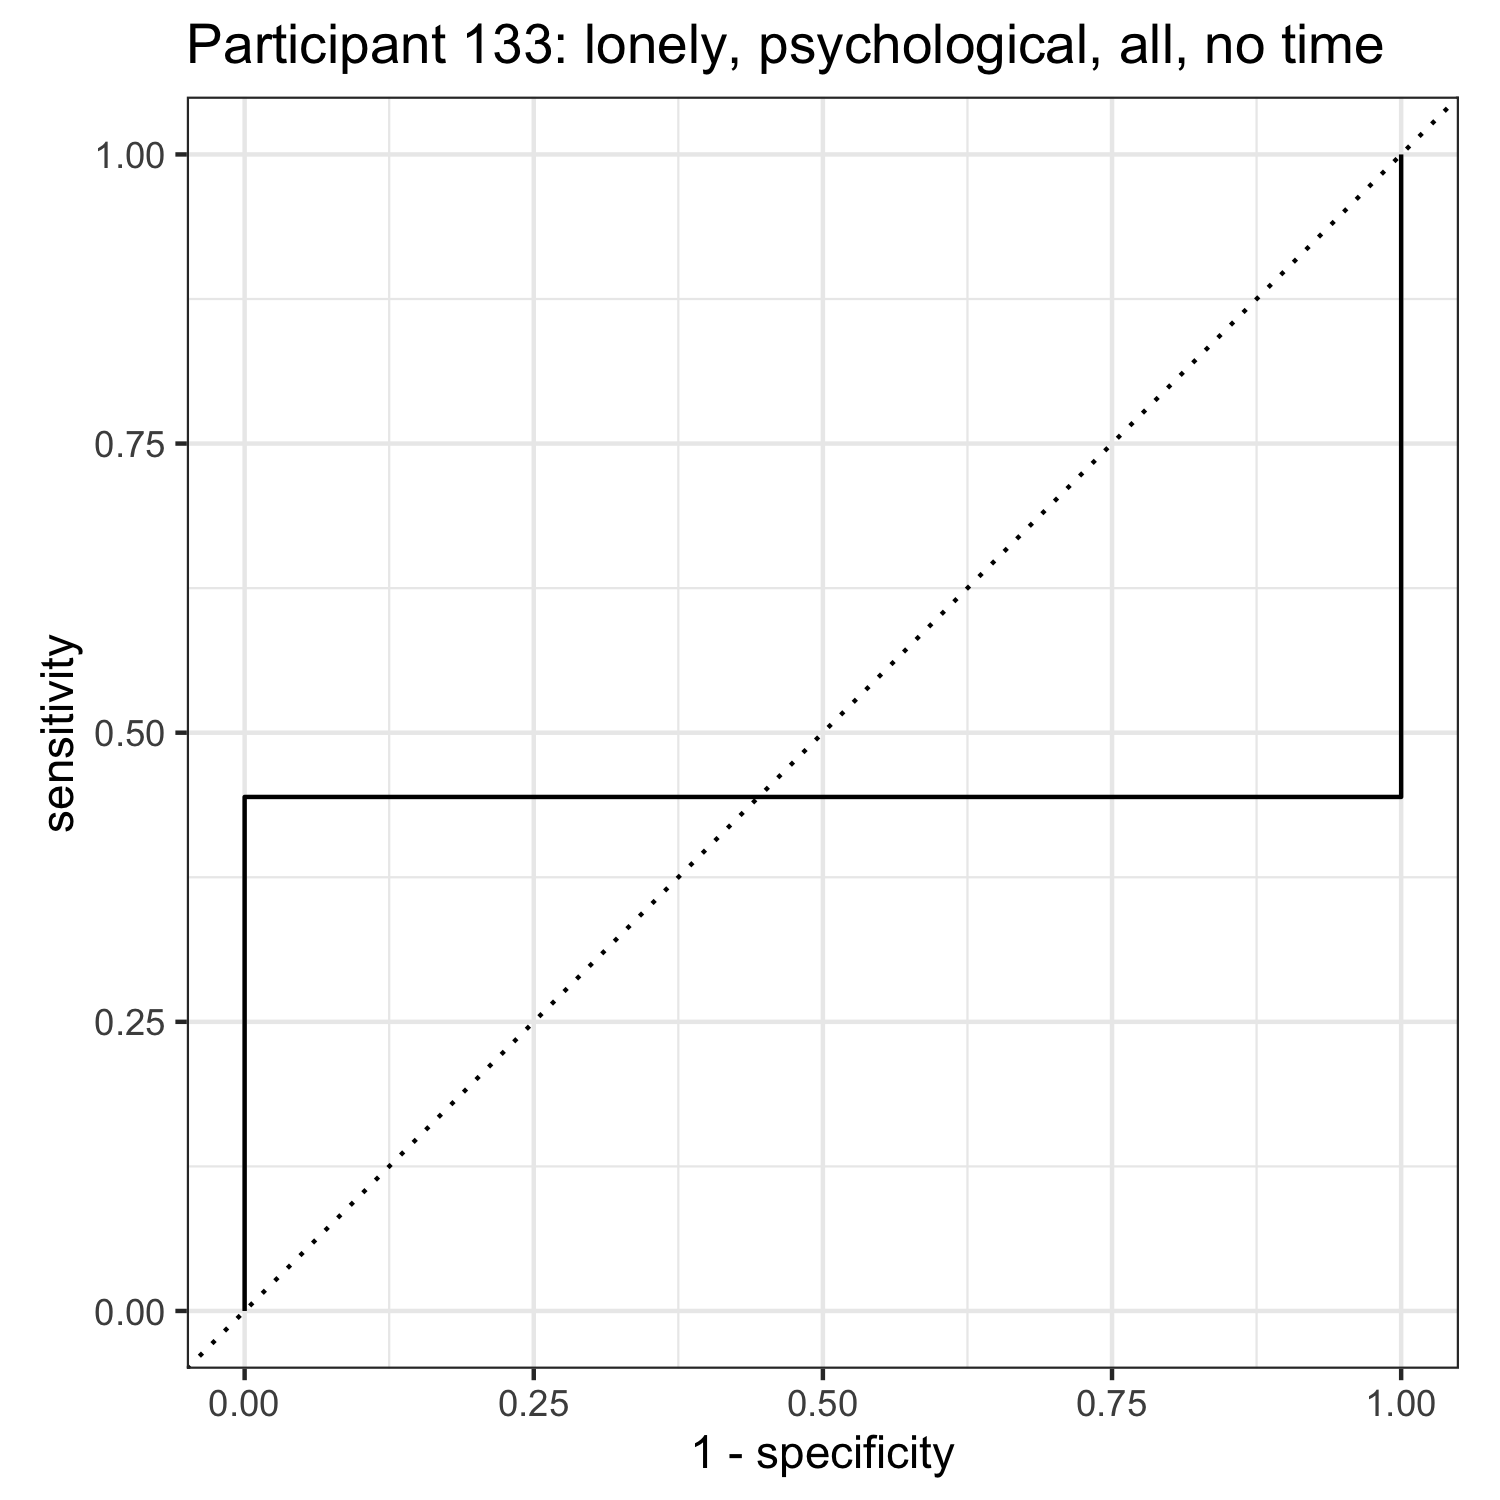 Participant 133: lonely, psychological, all, no time
1.00
0.75
0.50
0.25
0.00
sensitivity
0.00 0.25 0.50 0.75 1.00
1 - specificity